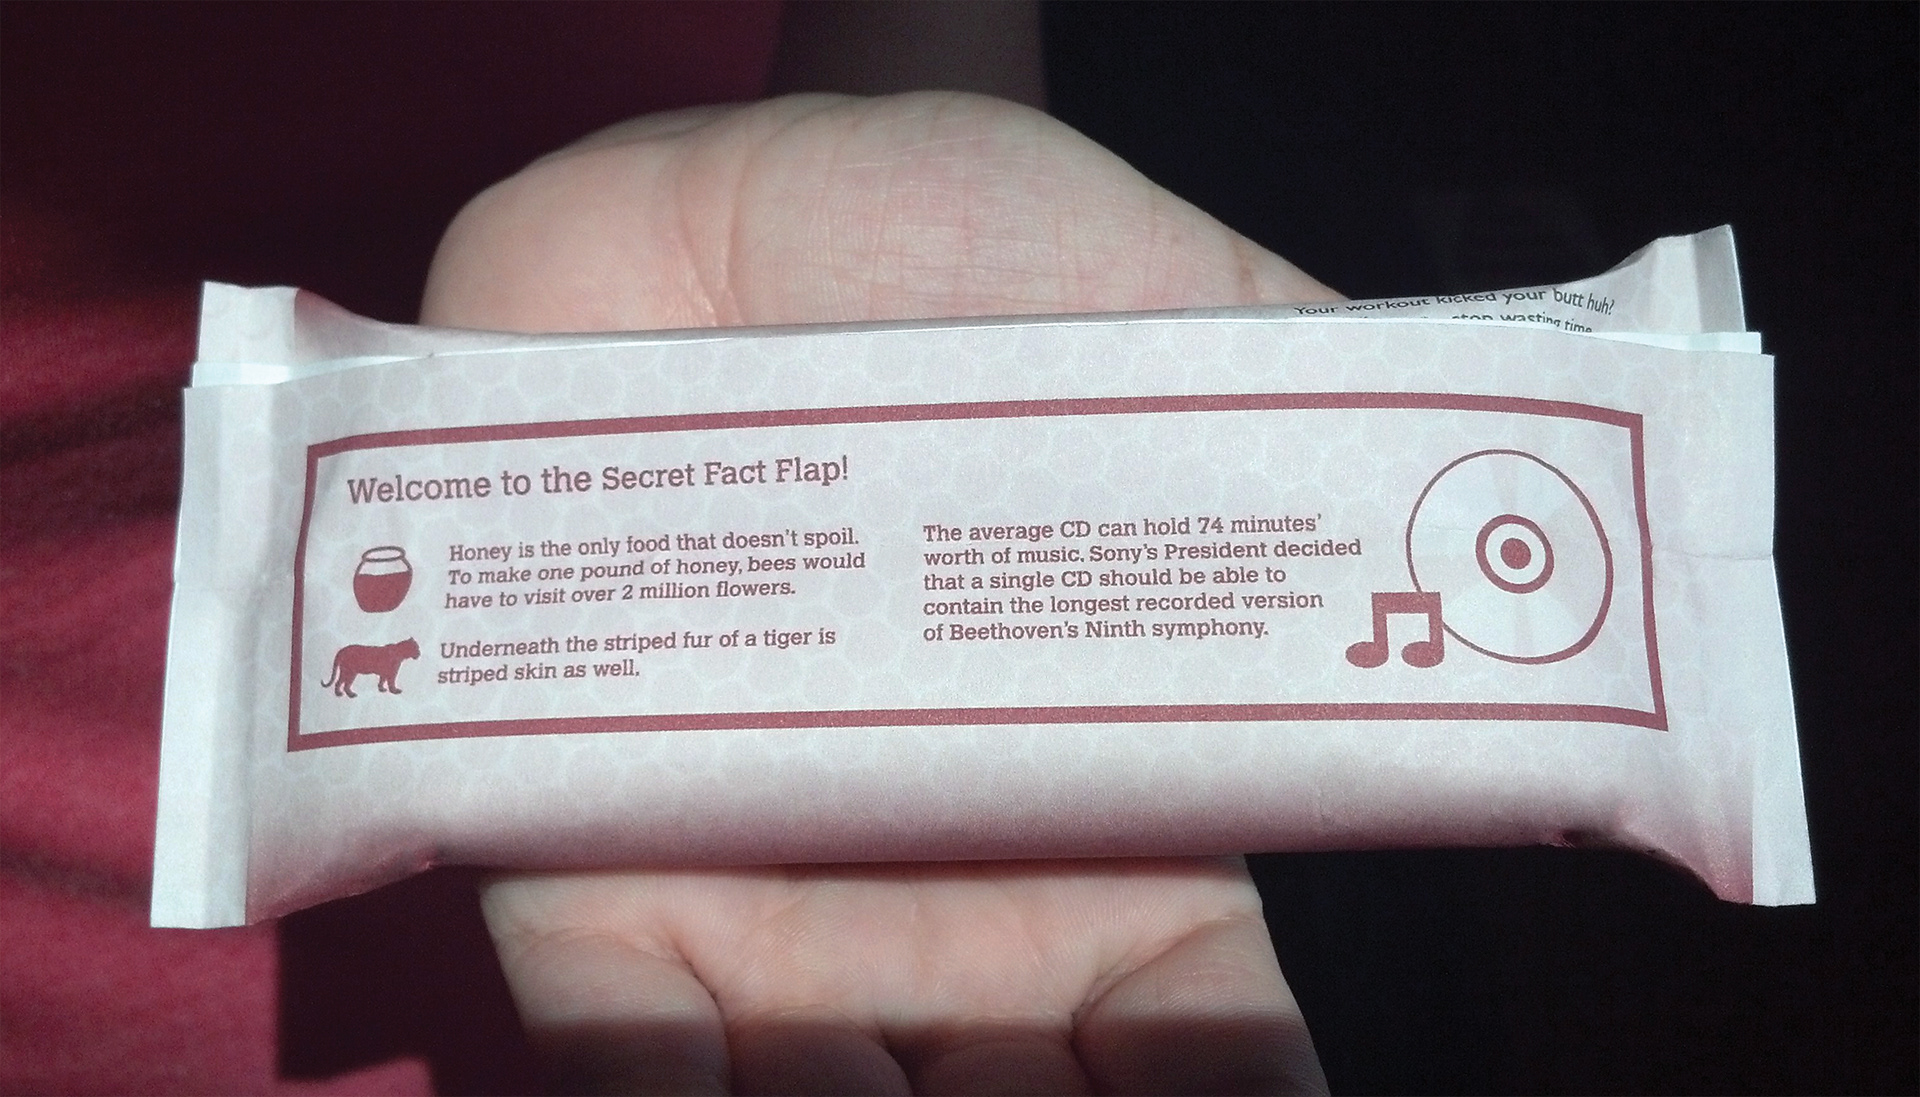 Your workout kicked your butt huh?
stop wasting time
Welcome to the Secret Fact Flap!
Honey is the only food that doesn't spoil.
To make one pound of honey, bees would
have to visit over 2 million flowers.
Underneath the striped fur of a tiger is
striped skin as well.
The average CD can hold 74 minutes'
worth of music. Sony's President decided
that a single CD should be able to
contain the longest recorded version
of Beethoven's Ninth symphony.